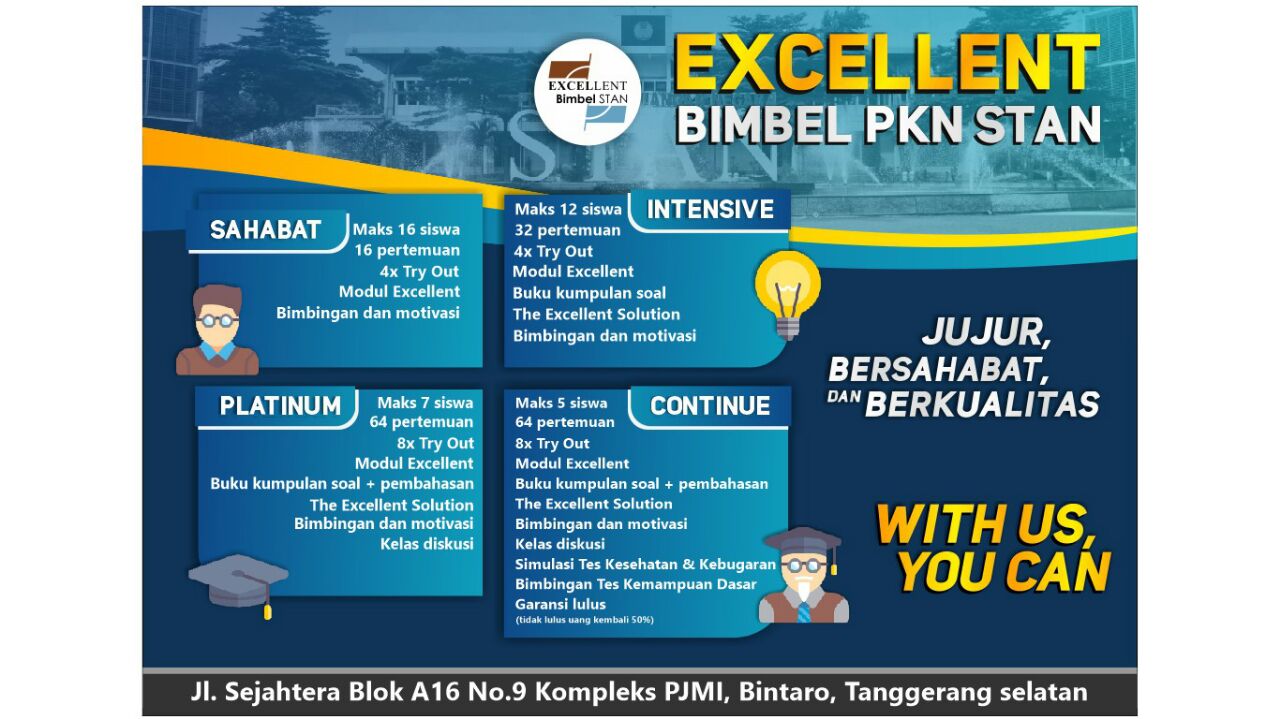 EXCELLENT
Bimbel STAN
EXCELLENT
BIMBEL PKN STAN
STAN
SAHABAT
Maks 16 siswa
16 pertemuan
4x Try Out
Modul Excellent
Bimbingan dan motivasi
INTENSIVE
Maks 12 siswa
32 pertemuan
4x Try Out
Modul Excellent
Buku kumpulan soal
The Excellent Solution
Bimbingan dan motivasi
PLATINUM
Maks 7 siswa
64 pertemuan
8x Try Out
Modul Excellent
Buku kumpulan soal + pembahasan
The Excellent Solution
Bimbingan dan motivasi
Kelas diskusi
CONTINUE
Maks 5 siswa
64 pertemuan
8x Try Out
Modul Excellent
Buku kumpulan soal + pembahasan
The Excellent Solution
Bimbingan dan motivasi
Kelas diskusi
Simulasi Tes Kesehatan & Kebugaran
Bimbingan Tes Kemampuan Dasar
Garansi lulus
(tidak lulus uang kembali 50%)
JUJUR,
BERSAHABAT,
DAN BERKUALITAS
WITH US,
YOU CAN
Jl. Sejahtera Blok A16 No.9 Kompleks PJMI, Bintaro, Tanggerang selatan